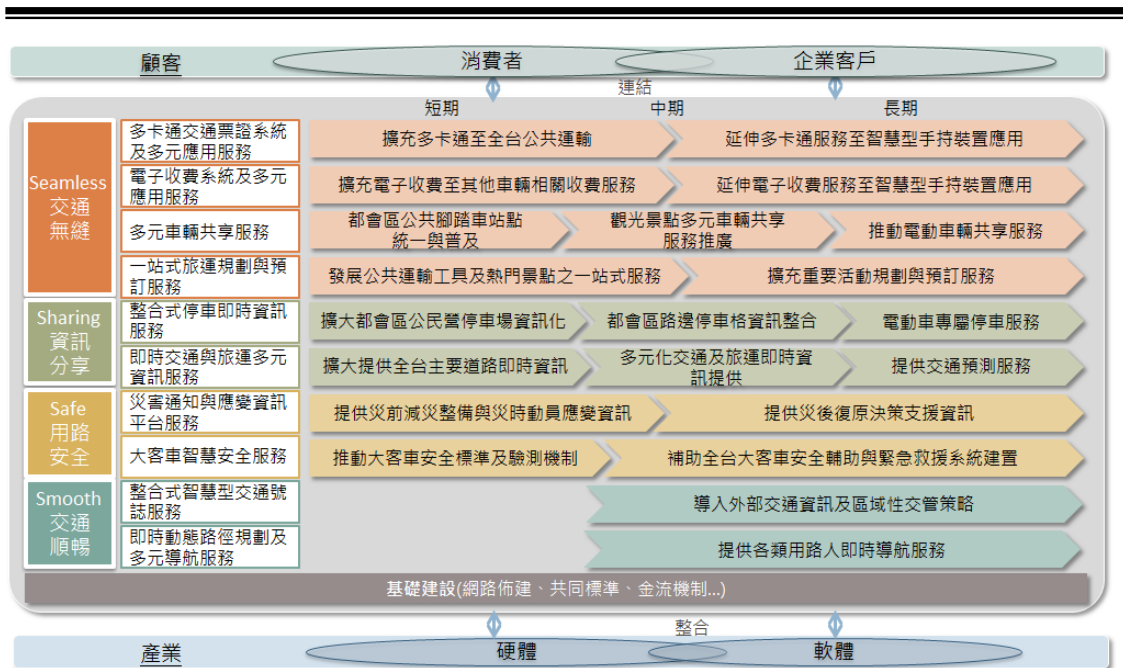 顧客
消費者
企業客戶
連結
短期
中期
長期
Seamless
交通
無縫
多卡通交通票證系統
及多元應用服務
擴充多卡通至全台公共運輸
延伸多卡通服務至智慧型手持裝置應用
電子收費系統及多元
應用服務
擴充電子收費至其他車輛相關收費服務
延伸電子收費服務至智慧型手持裝置應用
多元車輛共享服務
都會區公共腳踏車站點
統一與普及
觀光景點多元車輛共享
服務推廣
推動電動車輛共享服務
一站式旅運規劃與預
訂服務
發展公共運輸工具及熱門景點之一站式服務
擴充重要活動規劃與預訂服務
Sharing
資訊
分享
整合式停車即時資訊
服務
擴大都會區公民營停車場資訊化
都會區路邊停車格資訊整合
電動車專屬停車服務
即時交通與旅運多元
資訊服務
擴大提供全台主要道路即時資訊
多元化交通及旅運即時資
訊提供
提供交通預測服務
Safe
用路
安全
災害通知與應變資訊
平台服務
提供災前減災整備與災時動員應變資訊
提供災後復原決策支援資訊
大客車智慧安全服務
推動大客車安全標準及驗測機制
補助全台大客車安全輔助與緊急救援系統建置
Smooth
交通
順暢
整合式智慧型交通號
誌服務
導入外部交通資訊及區域性交管策略
即時動態路徑規劃及
多元導航服務
提供各類用路人即時導航服務
基礎建設(網路佈建、共同標準、金流機制...)
整合
產業
硬體
軟體